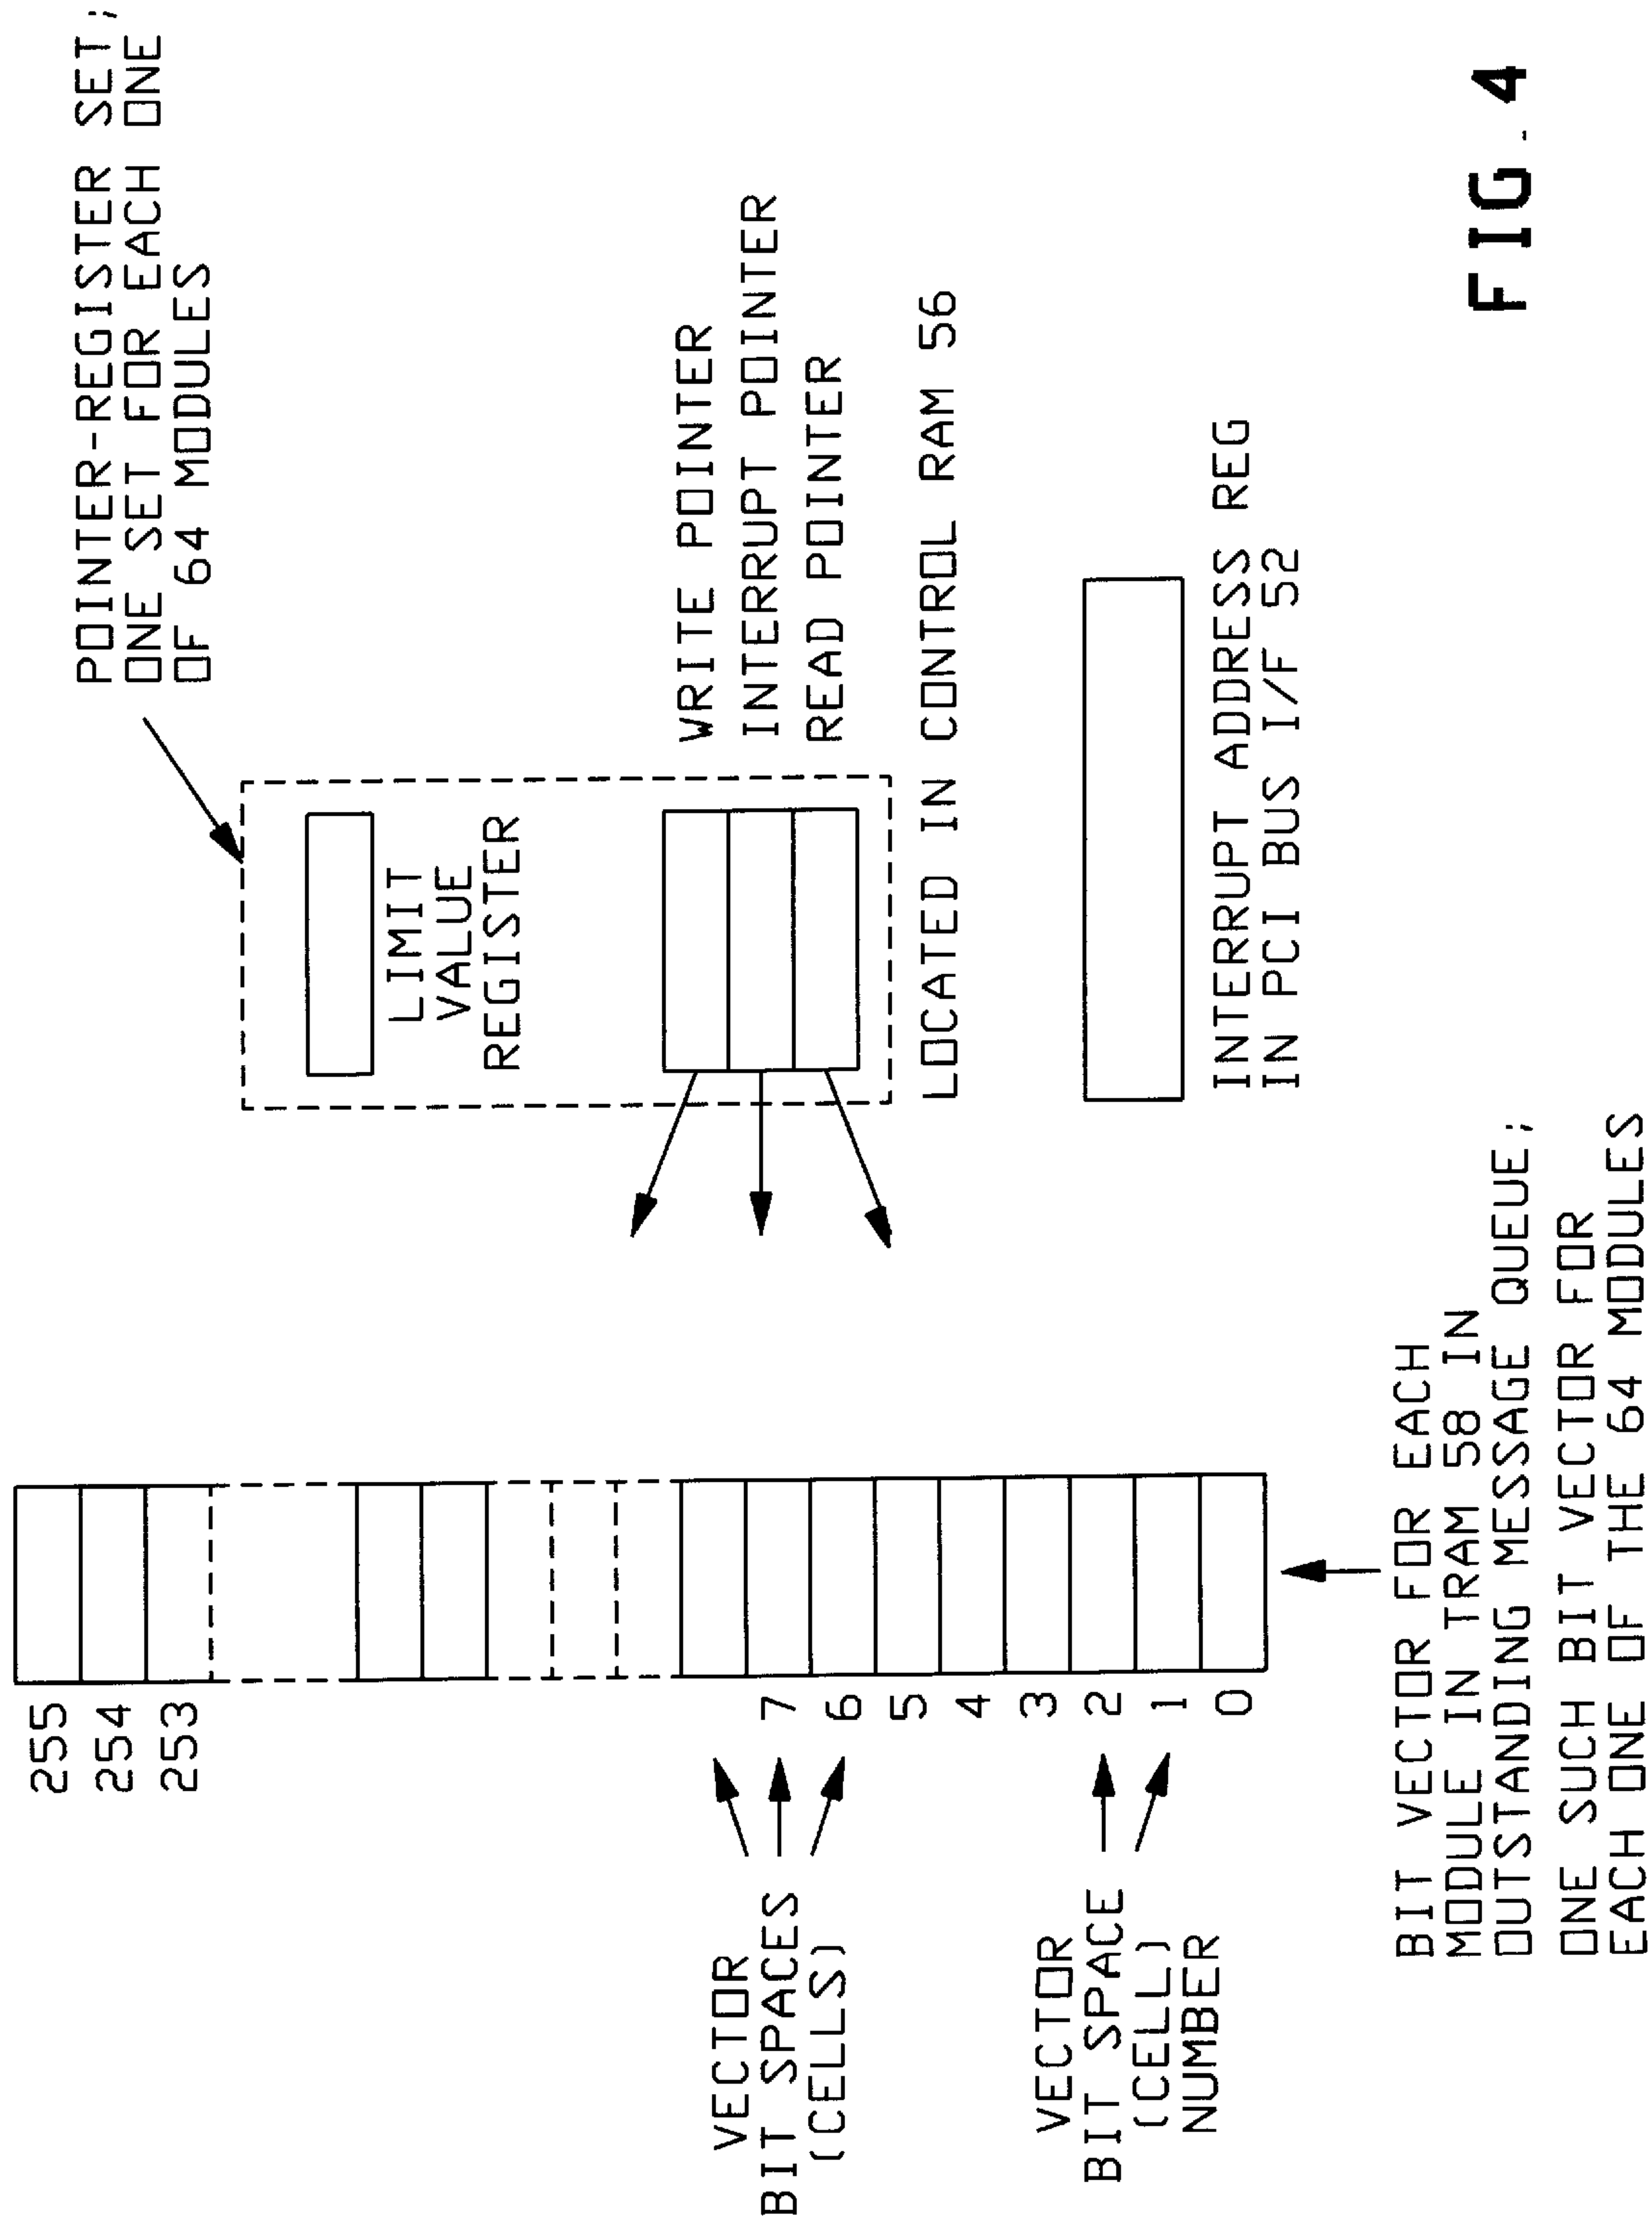 POINTER-REGISTER SET;
ONE SET FOR EACH ONE
OF 64 MODULES
255
254
253
LIMIT
VALUE
REGISTER
WRITE POINTER
INTERRUPT POINTER
READ POINTER
LOCATED IN CONTROL RAM 56
VECTOR
BIT SPACES
(CELLS)
7
6
5
4
3
2
1
0
VECTOR
BIT SPACE
(CELL)
NUMBER
INTERRUPT ADDRESS REG
IN PCI BUS I/F 52
BIT VECTOR FOR EACH
MODULE IN TRAM 58 IN
OUTSTANDING MESSAGE QUEUE;
ONE SUCH BIT VECTOR FOR
EACH ONE OF THE 64 MODULES
FIG. 4